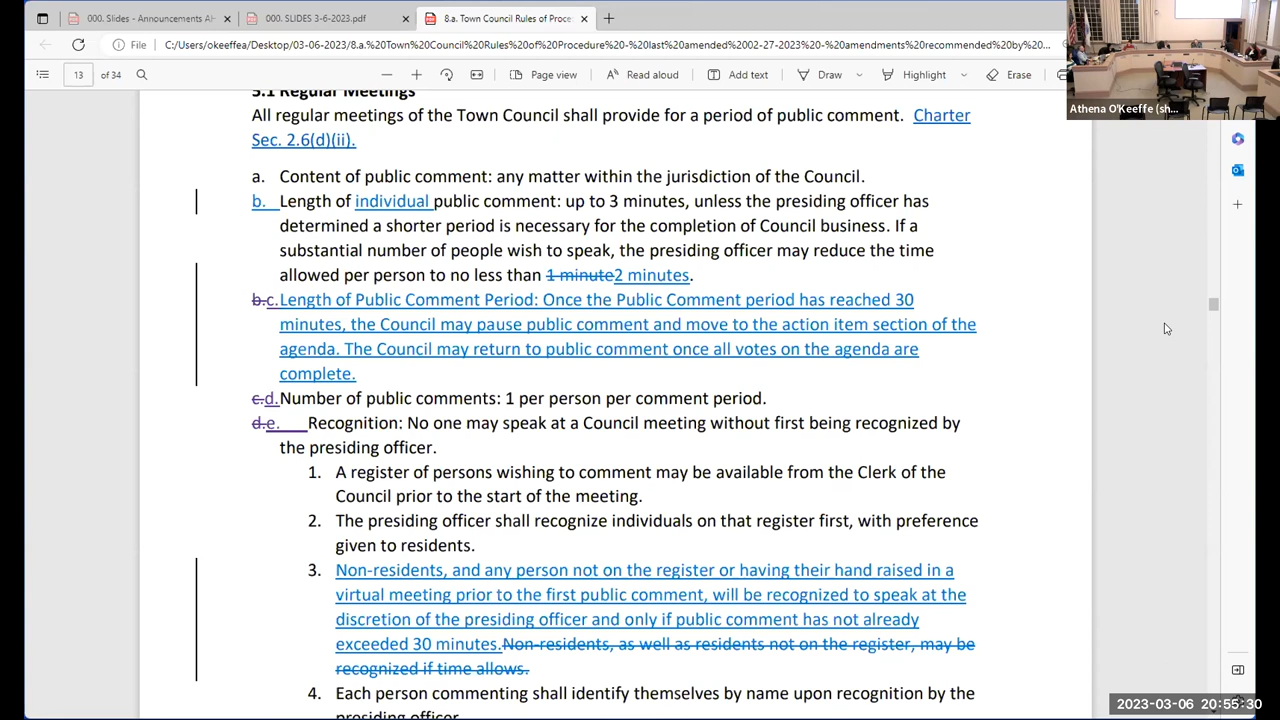 000. Slides - Announcements AI-
000. SLIDES 3-6-2023.pdf
8.a. Town Council Rules of Proce
File
C:/Users/okeeffea/Desktop/03-06-2023/8.a.%20Town%20Council%20Rules%20of%20Procedure%20-%20last%20amended%2002-27-2023%20-%20amendments%20recommended%20by%...
13 of 34
Page view
Read aloud
Add text
Draw
Highlight
Erase
Athena O'Keeffe (sh...
5.1 Regular Meetings
All regular meetings of the Town Council shall provide for a period of public comment. Charter
Sec. 2.6(d)(ii).
a. Content of public comment: any matter within the jurisdiction of the Council.
b. Length of individual public comment: up to 3 minutes, unless the presiding officer has
determined a shorter period is necessary for the completion of Council business. If a
substantial number of people wish to speak, the presiding officer may reduce the time
allowed per person to no less than 1 minute2 minutes.
b.c.Length of Public Comment Period: Once the Public Comment period has reached 30
minutes, the Council may pause public comment and move to the action item section of the
agenda. The Council may return to public comment once all votes on the agenda are
complete.
c.d.Number of public comments: 1 per person per comment period.
d.e. Recognition: No one may speak at a Council meeting without first being recognized by
the presiding officer.
1. A register of persons wishing to comment may be available from the Clerk of the
Council prior to the start of the meeting.
2. The presiding officer shall recognize individuals on that register first, with preference
given to residents.
3. Non-residents, and any person not on the register or having their hand raised in a
virtual meeting prior to the first public comment, will be recognized to speak at the
discretion of the presiding officer and only if public comment has not already
exceeded 30 minutes.Non-residents, as well as residents not on the register, may be
recognized if time allows.
4. Each person commenting shall identify themselves by name upon recognition by the
presiding officer.
2023-03-06 20:55:30